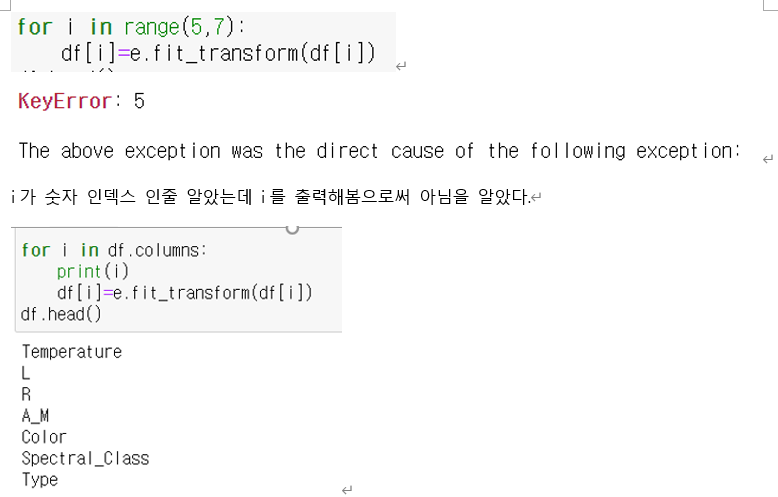 for i in range(5,7):
    df[i]=e.fit_transform(df[i])
KeyError: 5
The above exception was the direct cause of the following exception:
i가 숫자 인덱스 인줄 알았는데 i를 출력해봄으로써 아님을 알았다.
for i in df.columns:
    print(i)
    df[i]=e.fit_transform(df[i])
df.head()
Temperature
L
R
A_M
Color
Spectral_Class
Type